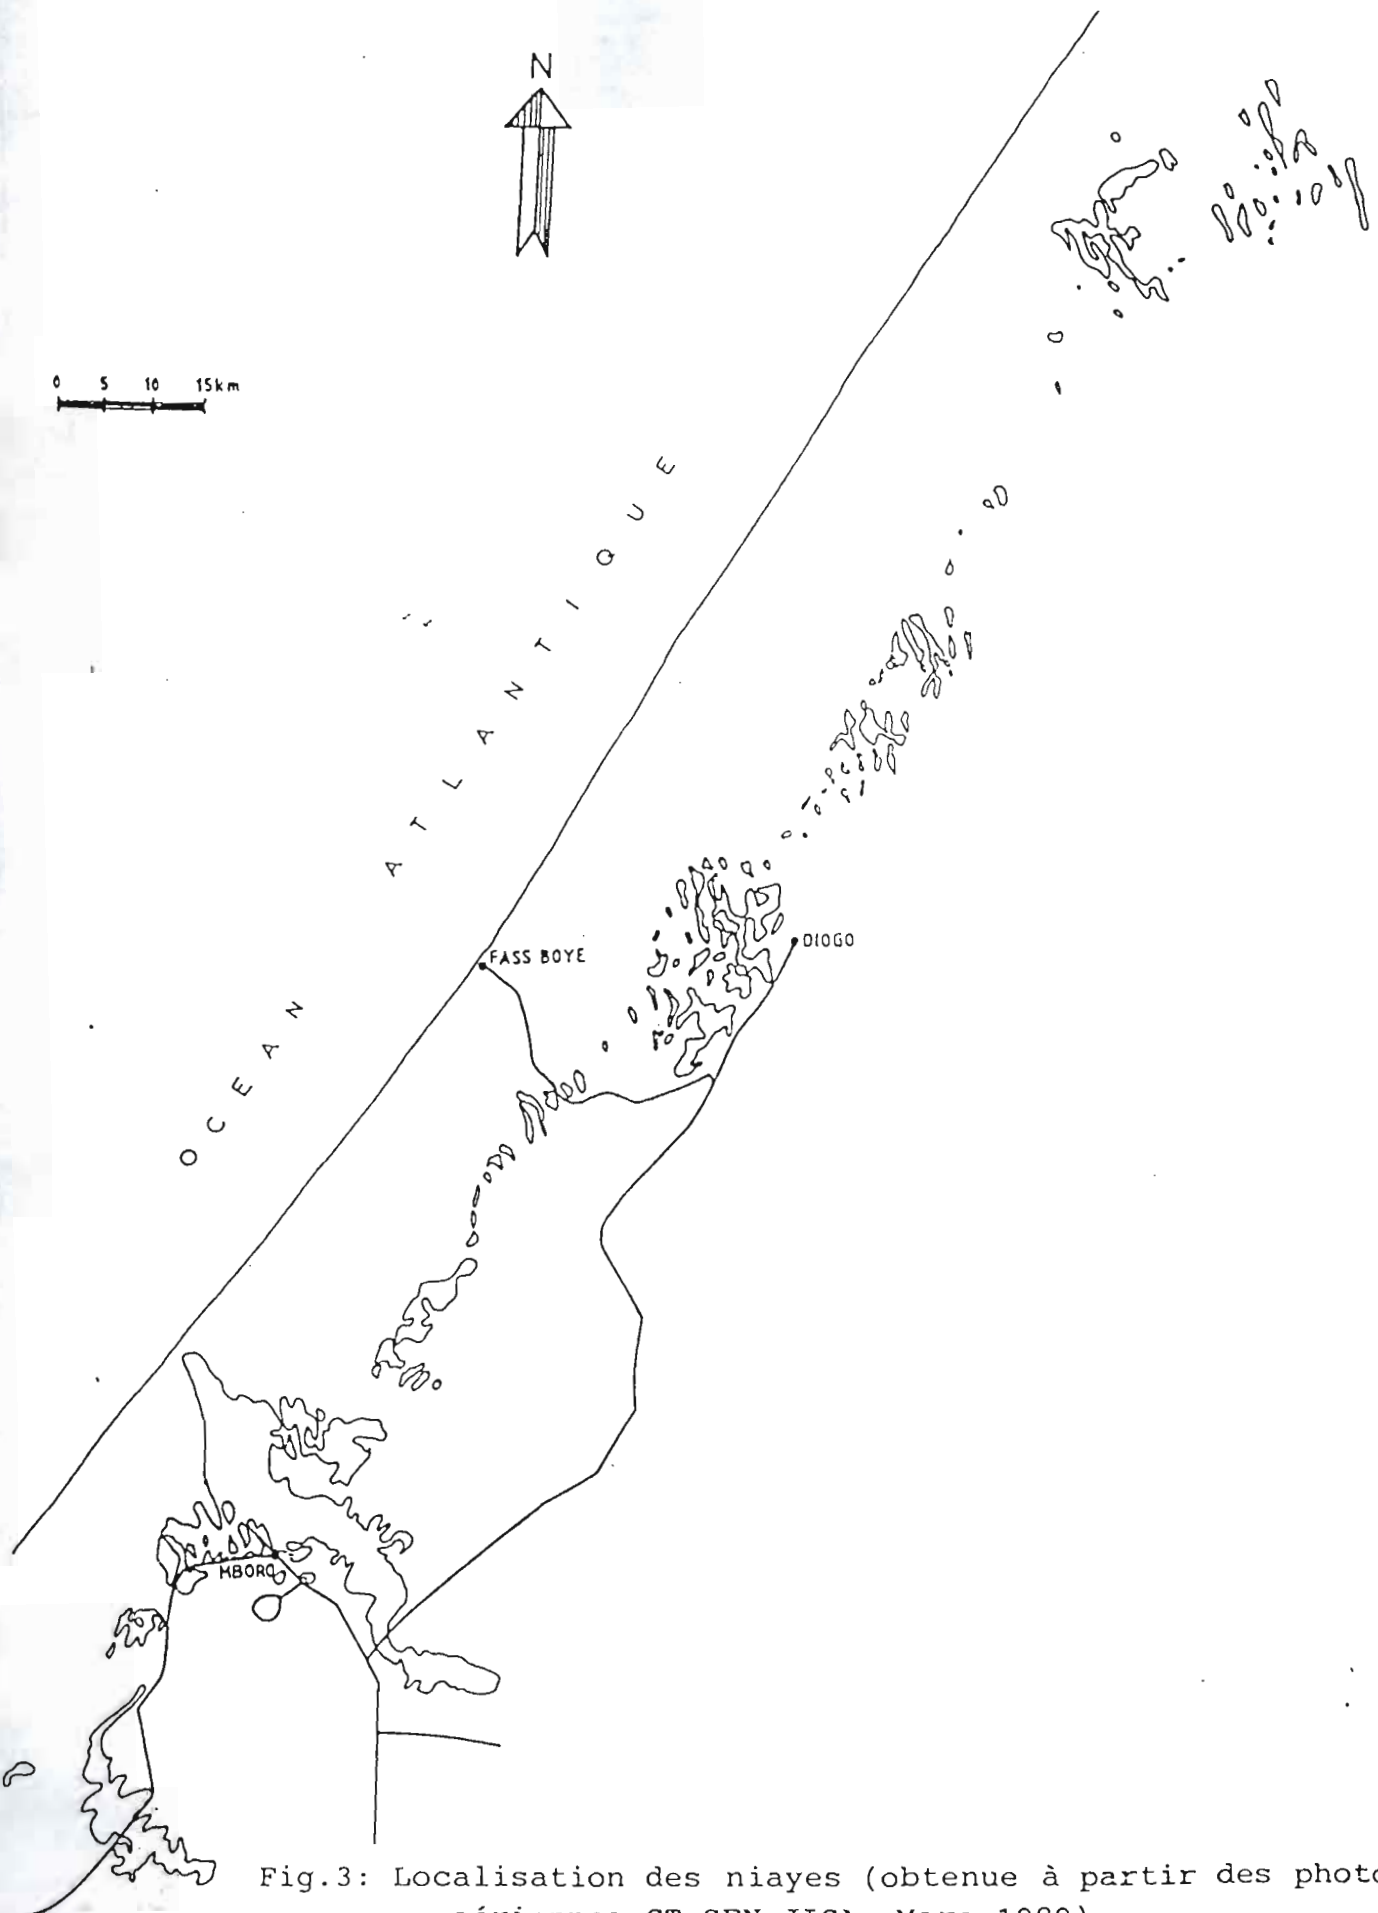 N
0 5 10 15km
OCEAN ATLANTIQUE
FASS BOYE
DIOGO
MBORO
Fig.3: Localisation des niayes (obtenue à partir des photo